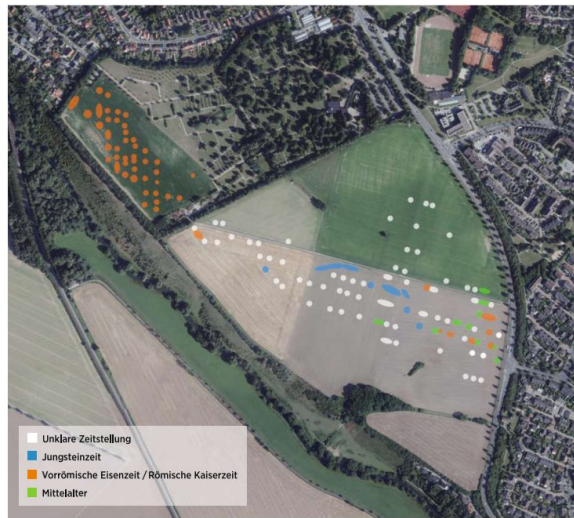 Unklare Zeitstellung
Jungsteinzeit
Vorrömische Eisenzeit / Römische Kaiserzeit
Mittelalter